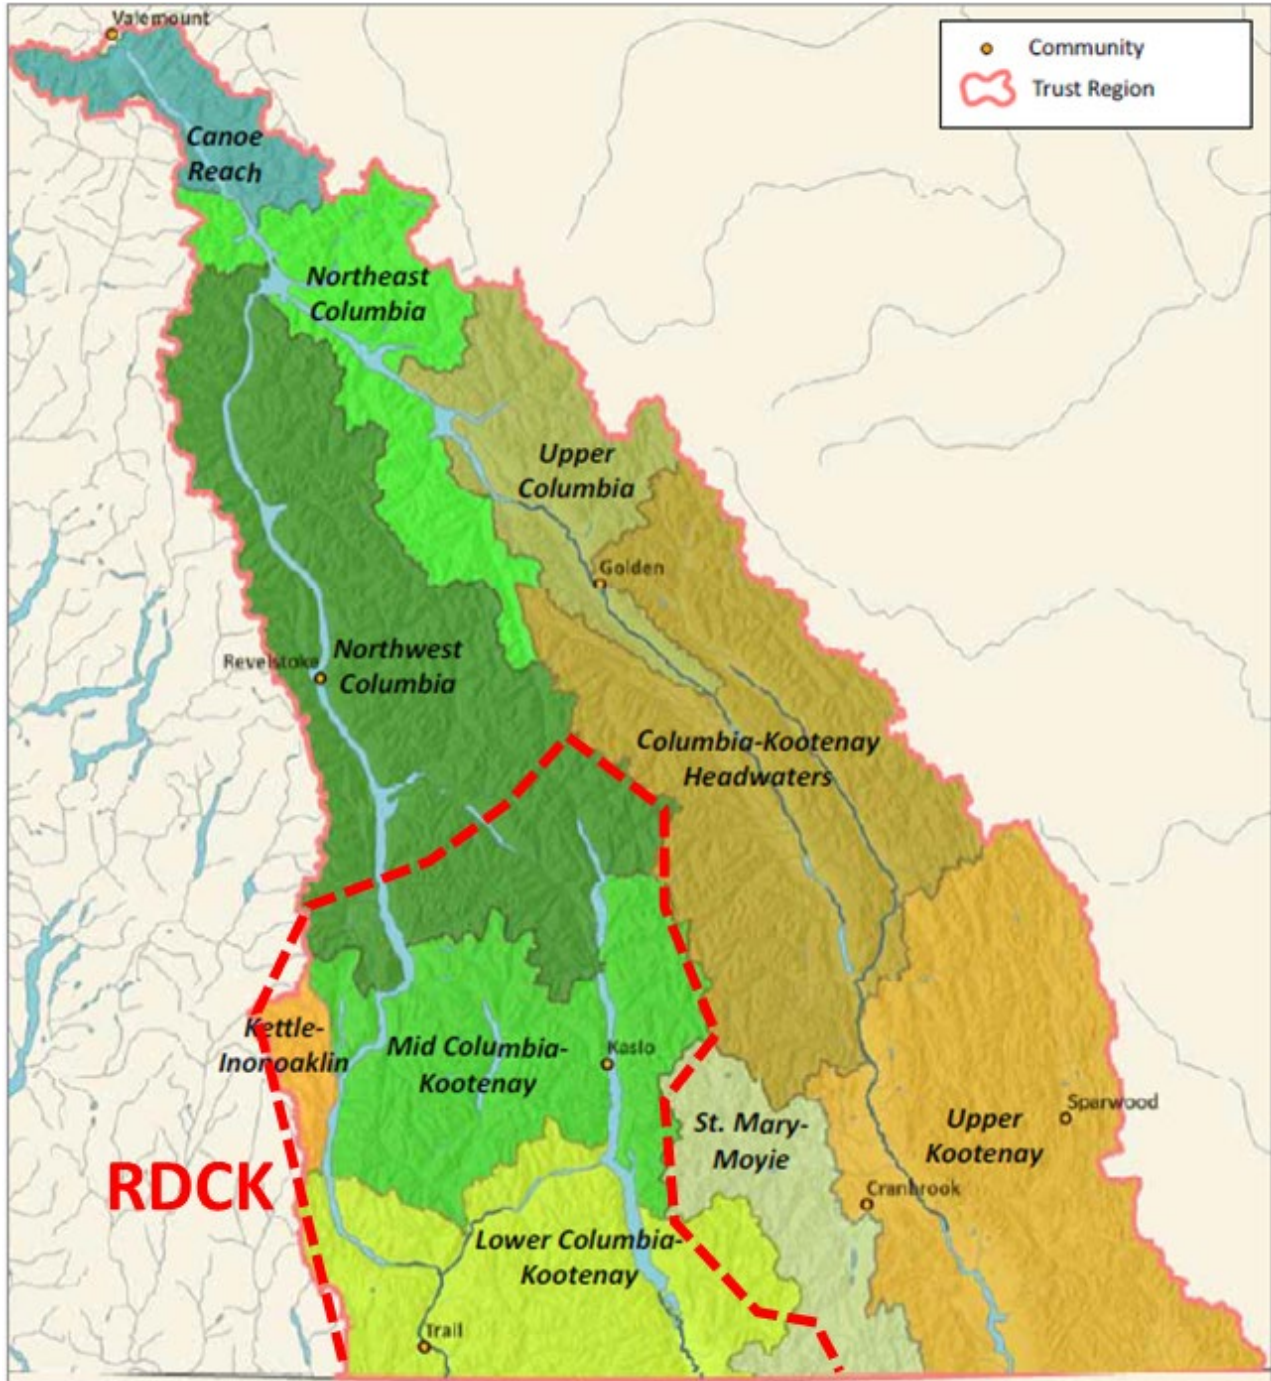 Valemount
Community
Trust Region
Canoe
Reach
Northeast
Columbia
Upper
Columbia
Golden
Northwest
Columbia
Revelstoke
Columbia-Kootenay
Headwaters
Kettle-
Inonoaklin
Mid Columbia-
Kootenay
Kaslo
St. Mary-
Moyie
Sparwood
Upper
Kootenay
RDCK
Cranbrook
Lower Columbia-
Kootenay
Trail